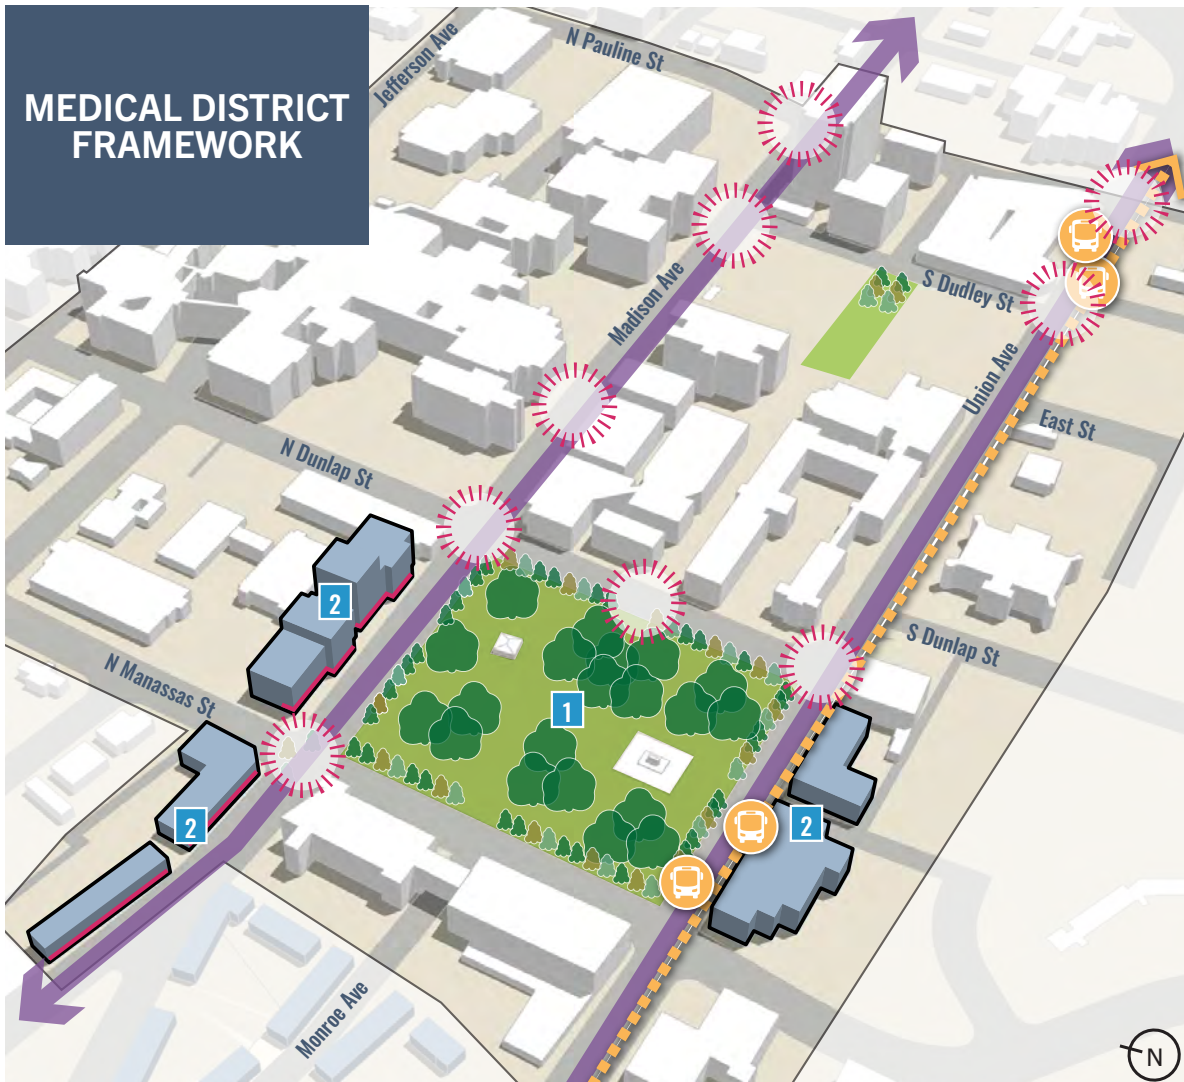 MEDICAL DISTRICT
FRAMEWORK
Jefferson Ave
N Pauline St
Madison Ave
S Dudley St
Union Ave
East St
N Dunlap St
2
S Dunlap St
N Manassas St
1
2
2
Monroe Ave
N